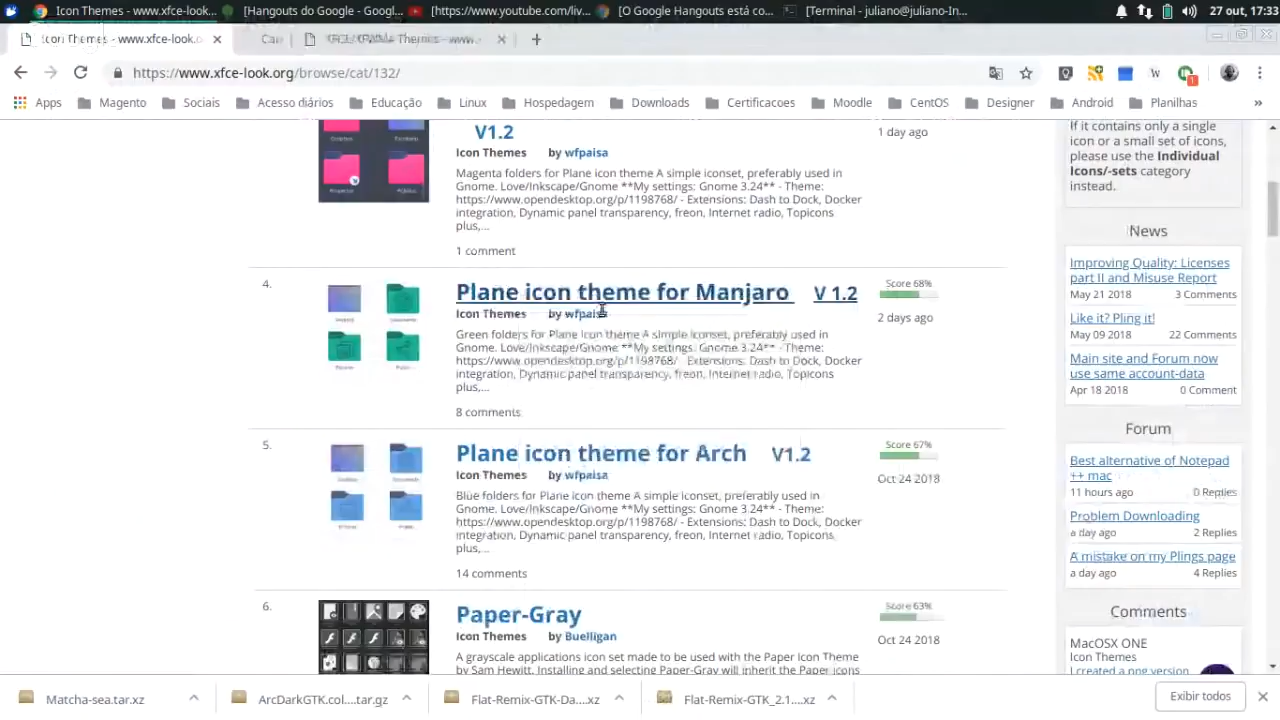 [Hangouts do Google - Googl...
[https://www.youtube.com/liv...
[O Google Hangouts está co...
[Terminal - juliano@juliano-In...
27 out, 17:33
Icon Themes - www.xfce-look.o
https://www.xfce-look.org/browse/cat/132/
Apps
Magento
Sociais
Acesso diários
Educação
Linux
Hospedagem
Downloads
Certificacoes
Moodle
CentOS
Designer
Android
Planilhas
»
V1.2
1 day ago
Icon Themes by wfpaisa
Magenta folders for Plane icon theme A simple iconset, preferably used in
Gnome. Love/Inkscape/Gnome **My settings: Gnome 3.24** - Theme:
https://www.opendesktop.org/p/1198768/ - Extensions: Dash to Dock, Docker
integration, Dynamic panel transparency, freon, Internet radio, Topicons
plus,...
1 comment
4.
Plane icon theme for Manjaro V 1.2
Score 68%
Icon Themes by wfpaisa
2 days ago
Green folders for Plane Icon theme A simple iconset, preferably used in
Gnome. Love/Inkscape/Gnome **My settings: Gnome 3.24** - Theme:
https://www.opendesktop.org/p/1198768/ - Extensions: Dash to Dock, Docker
integration, Dynamic panel transparency, freon, Internet radio, Topicons
plus,...
8 comments
5.
Plane icon theme for Arch V1.2
Score 67%
Icon Themes by wfpaisa
Oct 24 2018
Blue folders for Plane icon theme A simple iconset, preferably used in
Gnome. Love/Inkscape/Gnome **My settings: Gnome 3.24** - Theme:
https://www.opendesktop.org/p/1198768/ - Extensions: Dash to Dock, Docker
integration, Dynamic panel transparency, freon, Internet radio, Topicons
plus,...
14 comments
6.
Paper-Gray
Score 63%
Icon Themes by Buelligan
Oct 24 2018
A grayscale applications icon set made to be used with the Paper Icon Theme
by Sam Hewitt. Installing and selecting Paper-Gray will inherit the Paper icons
If it contains only a single
icon or a small set of icons,
please use the Individual
Icons/-sets category
instead.
News
Improving Quality: Licenses
part II and Misuse Report
May 21 2018 3 Comments
Like it? Pling it!
May 09 2018 22 Comments
Main site and Forum now
use same account-data
Apr 18 2018 0 Comment
Forum
Best alternative of Notepad
++ mac
11 hours ago 0 Replies
Problem Downloading
a day ago 2 Replies
A mistake on my Plings page
a day ago 4 Replies
Comments
MacOSX ONE
Icon Themes
I created a png version
Matcha-sea.tar.xz
ArcDarkGTK.col....tar.gz
Flat-Remix-GTK-Da....xz
Flat-Remix-GTK_2.1....xz
Exibir todos